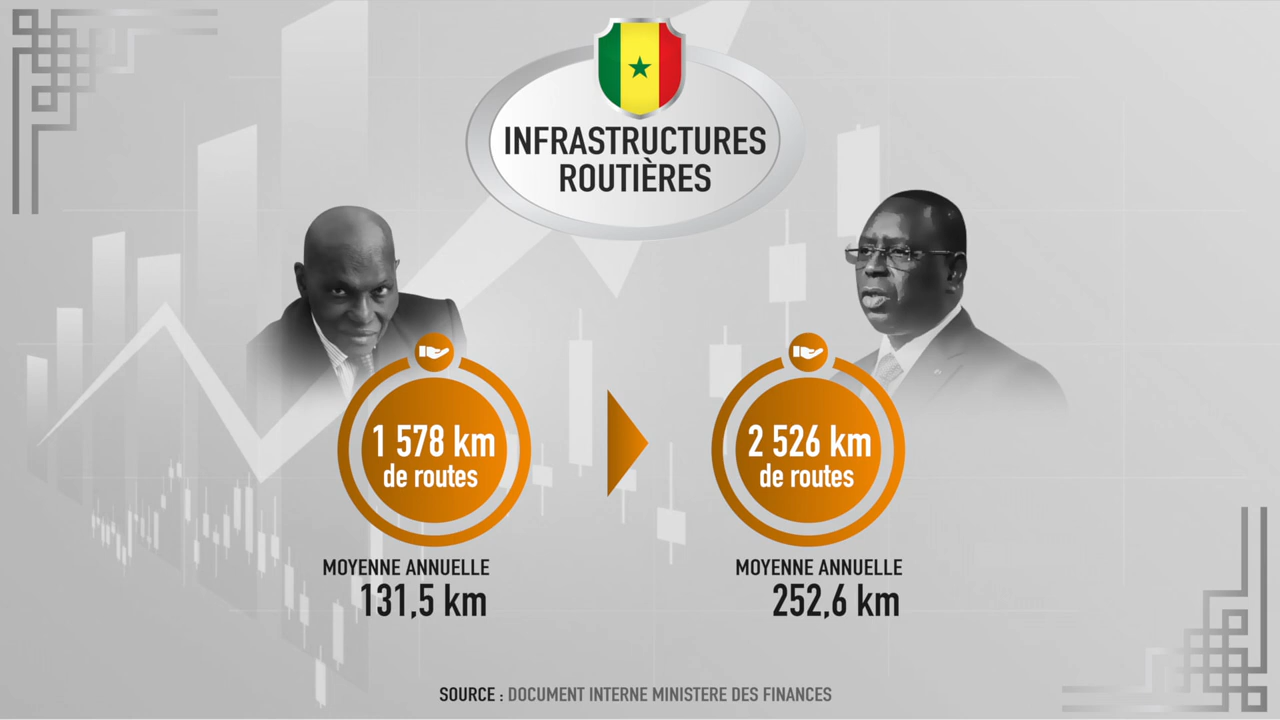 INFRASTRUCTURES
ROUTIÈRES
1 578 km
de routes
2 526 km
de routes
MOYENNE ANNUELLE
131,5 km
MOYENNE ANNUELLE
252,6 km
SOURCE : DOCUMENT INTERNE MINISTERE DES FINANCES